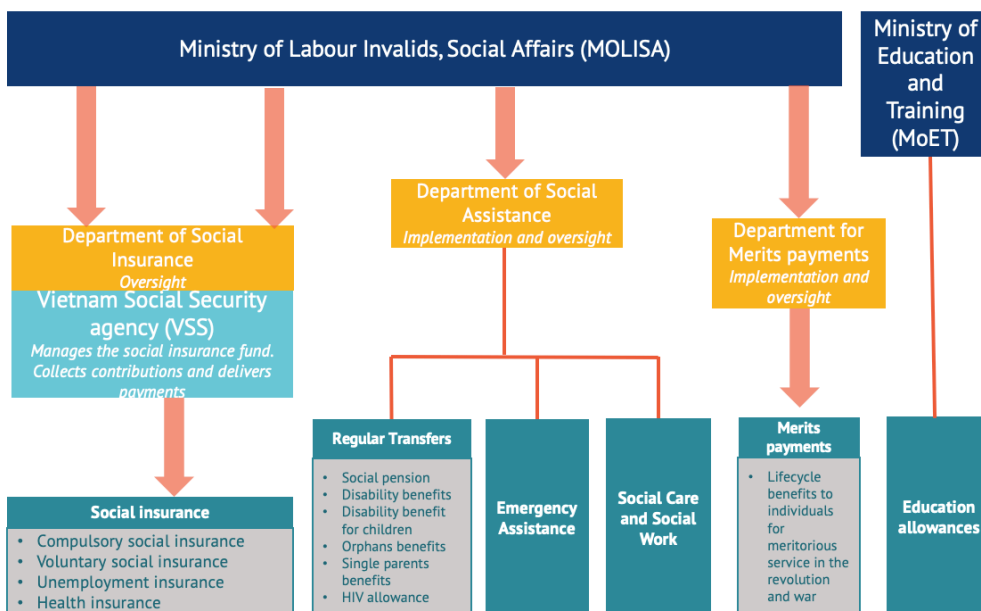 Ministry of Labour Invalids, Social Affairs (MOLISA)
Ministry of
Education
and
Training
(MoET)
Department of Social
Insurance
Oversight
Vietnam Social Security
agency (VSS)
Manages the social insurance fund.
Collects contributions and delivers
payments
Department of Social
Assistance
Implementation and oversight
Department for
Merits payments
Implementation and
oversight
Social insurance
• Compulsory social insurance
• Voluntary social insurance
• Unemployment insurance
• Health insurance
Regular Transfers
• Social pension
• Disability benefits
• Disability benefit
for children
• Orphans benefits
• Single parents
benefits
• HIV allowance
Emergency
Assistance
Social Care
and Social
Work
Merits
payments
• Lifecycle
benefits to
individuals
for
meritorious
service in the
revolution
and war
Education
allowances